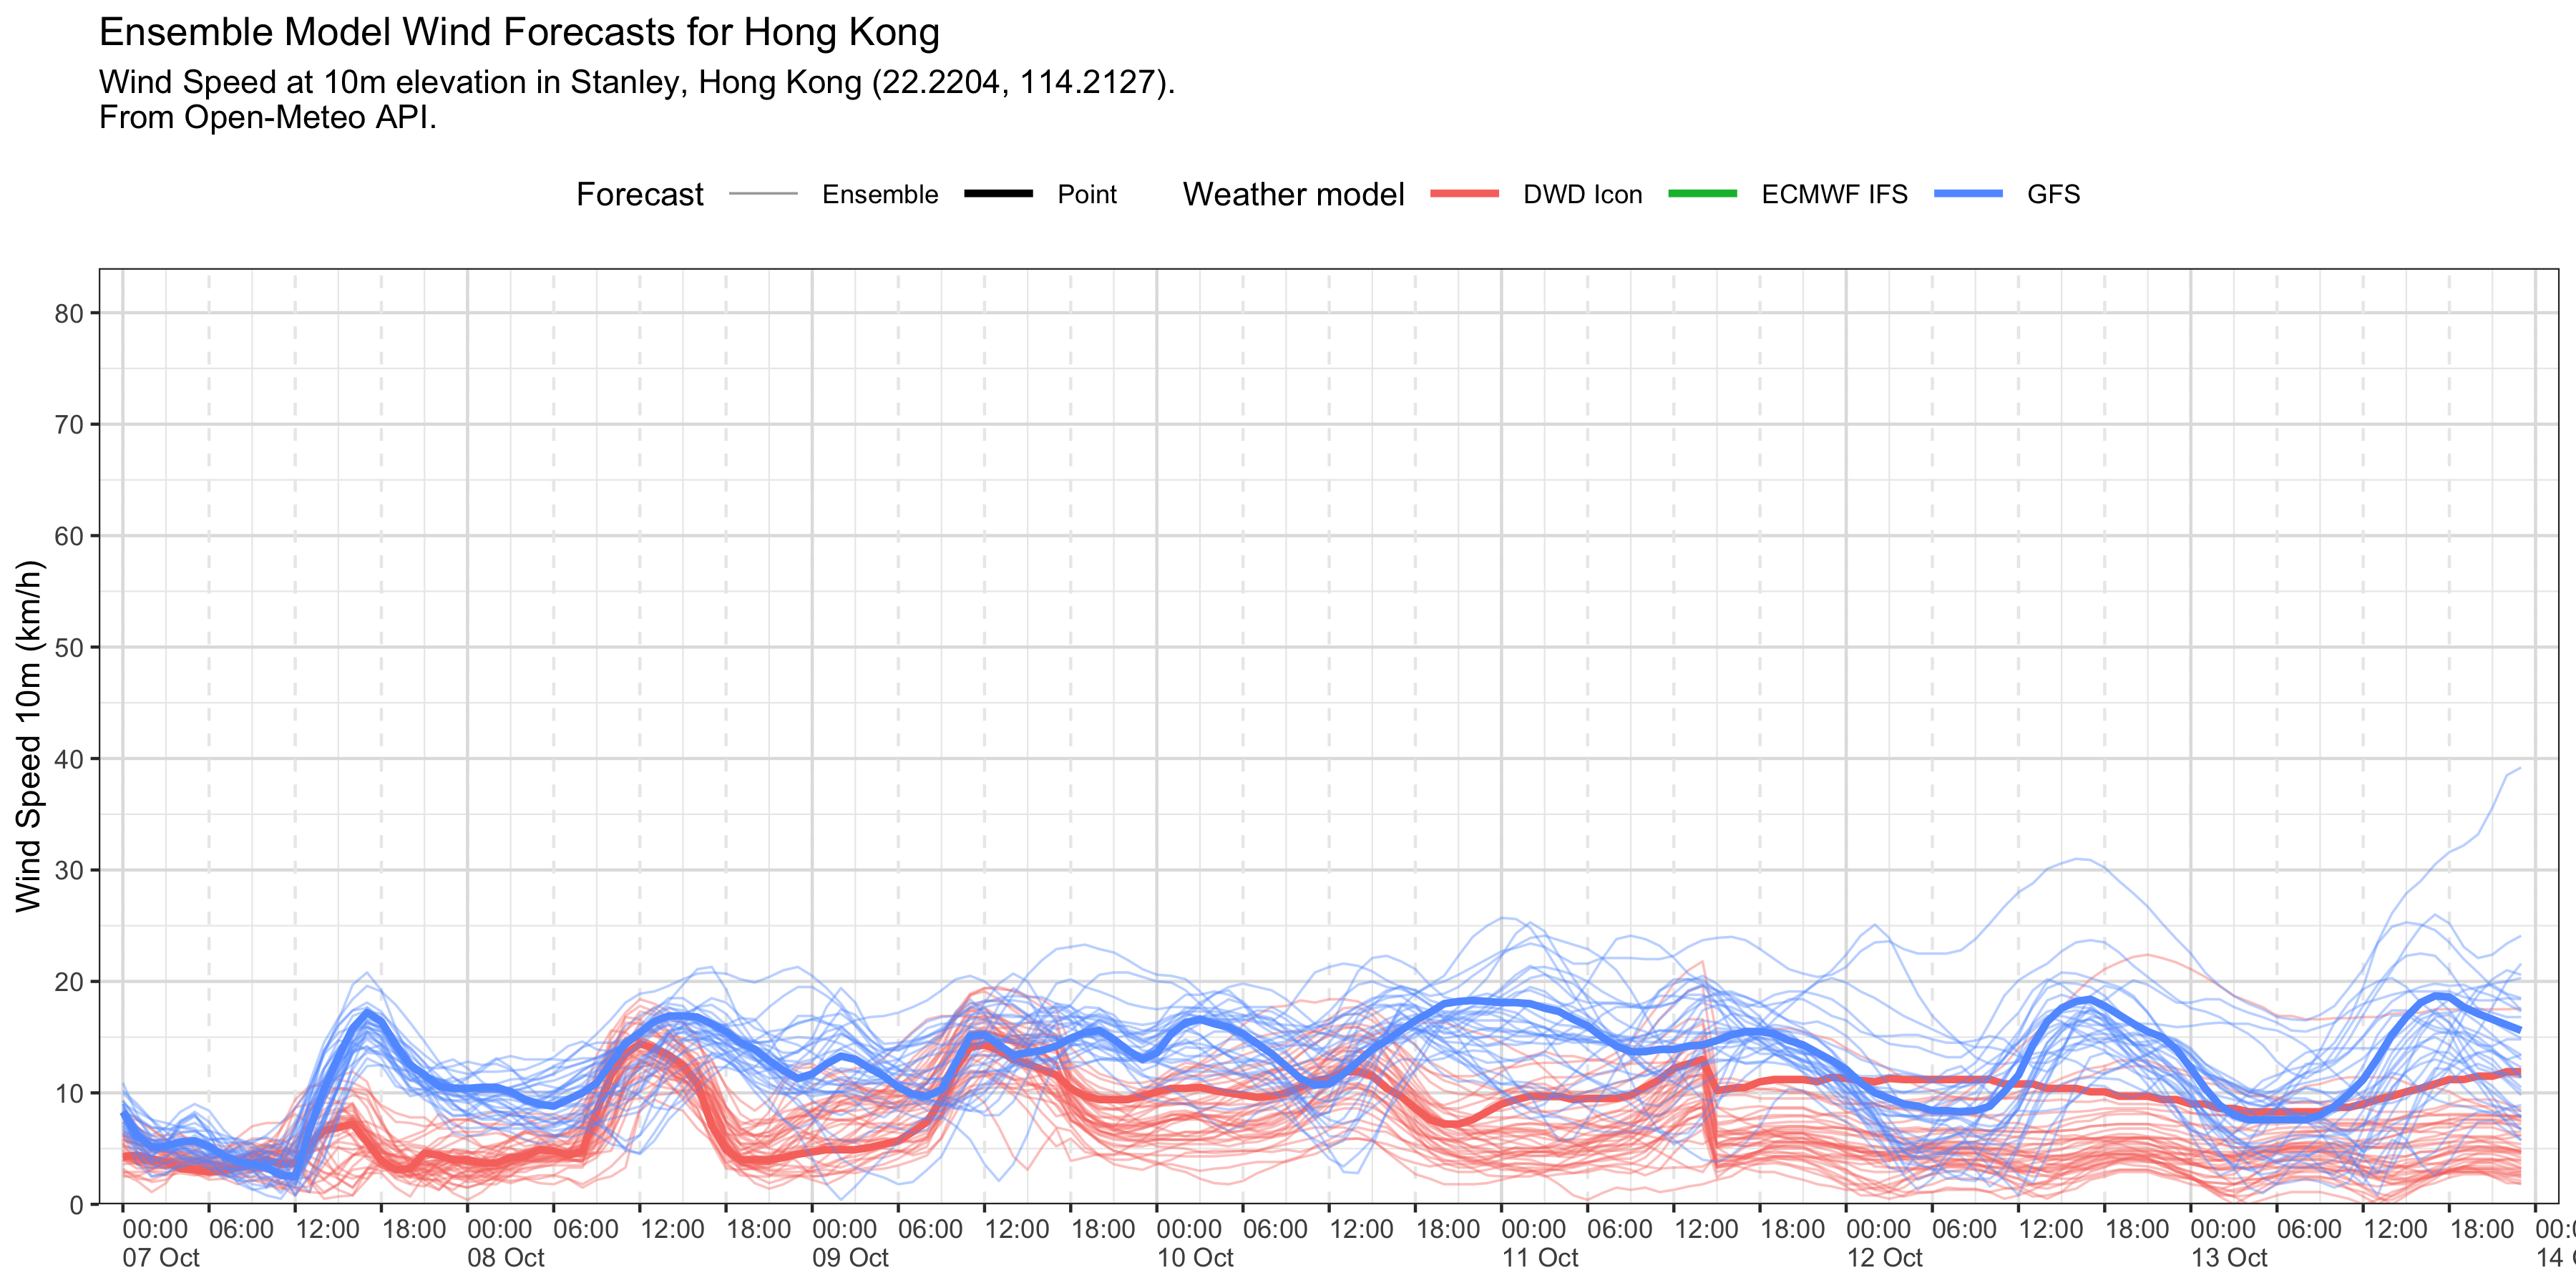 Ensemble Model Wind Forecasts for Hong Kong
Wind Speed at 10m elevation in Stanley, Hong Kong (22.2204, 114.2127).
From Open-Meteo API.
Forecast Ensemble Point Weather model DWD Icon ECMWF IFS GFS
Wind Speed 10m (km/h)
80
70
60
50
40
30
20
10
0
00:00 06:00 12:00 18:00 00:00 06:00 12:00 18:00 00:00 06:00 12:00 18:00 00:00 06:00 12:00 18:00 00:00 06:00 12:00 18:00 00:00 06:00 12:00 18:00 00:00 06:00 12:00 18:00
07 Oct 08 Oct 09 Oct 10 Oct 11 Oct 12 Oct 13 Oct 14